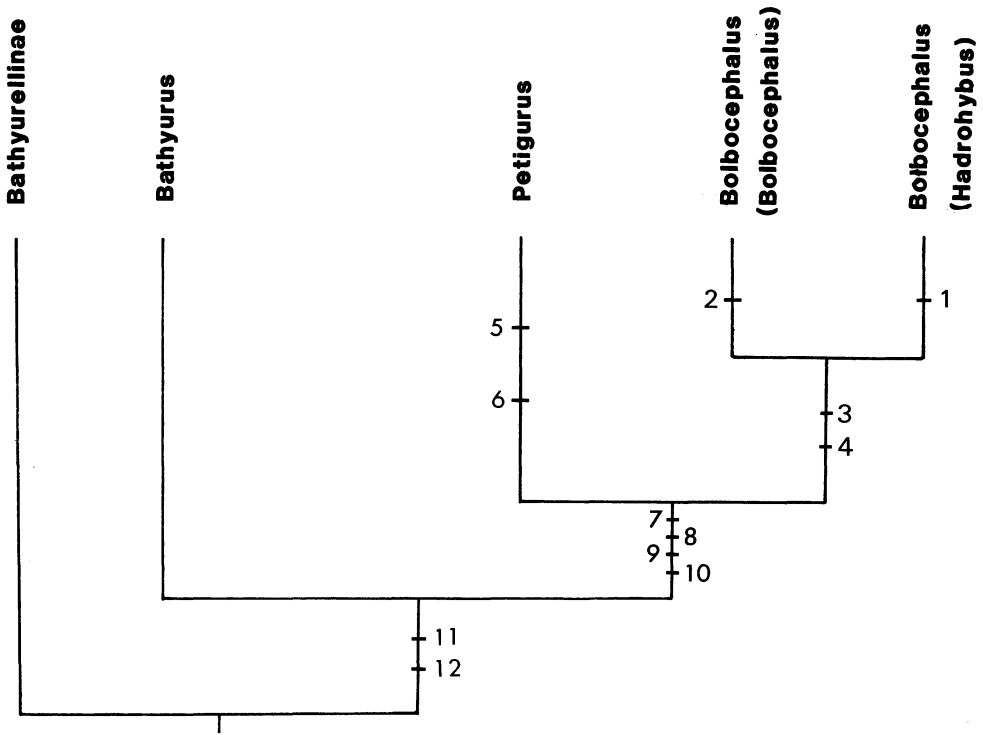 Bathyurellinae
Bathyurus
Petigurus
Bolbocephalus
(Bolbocephalus)
Bolbocephalus
(Hadrohybus)
2
1
5
6
3
4
7
8
9
10
11
12